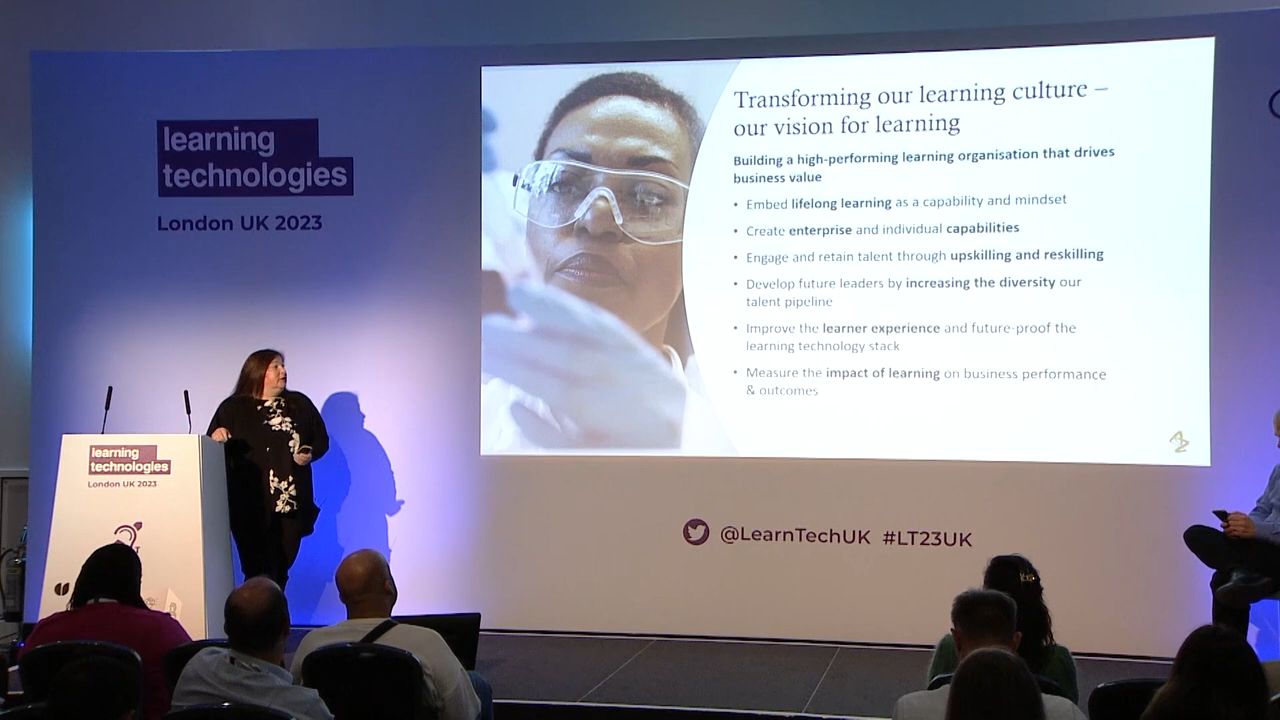 learning
technologies
London UK 2023
Transforming our learning culture –
our vision for learning
Building a high-performing learning organisation that drives
business value
• Embed lifelong learning as a capability and mindset
• Create enterprise and individual capabilities
• Engage and retain talent through upskilling and reskilling
• Develop future leaders by increasing the diversity our
talent pipeline
• Improve the learner experience and future-proof the
learning technology stack
• Measure the impact of learning on business performance
& outcomes
learning
technologies
London UK 2023
@LearnTechUK #LT23UK